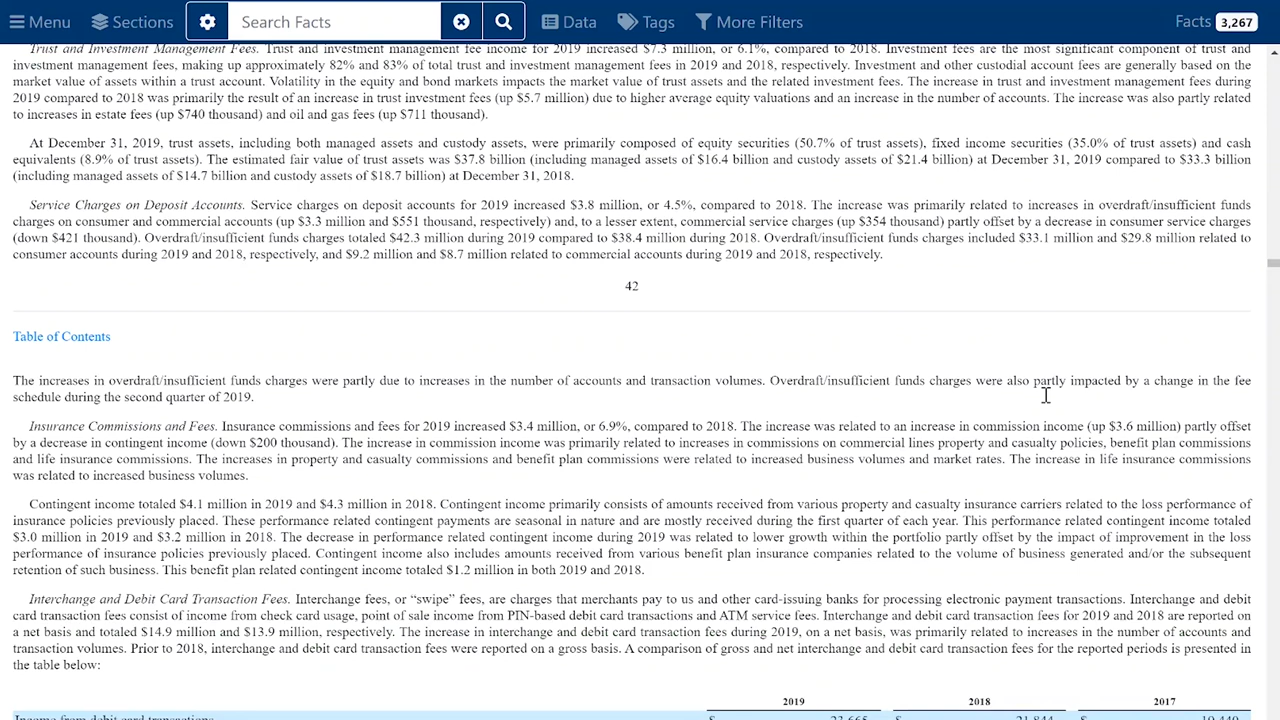 Menu Sections Search Facts Data Tags More Filters Facts 3,267
Trust and Investment Management Fees. Trust and investment management fee income for 2019 increased $7.3 million, or 6.1%, compared to 2018. Investment fees are the most significant component of trust and
investment management fees, making up approximately 82% and 83% of total trust and investment management fees in 2019 and 2018, respectively. Investment and other custodial account fees are generally based on the
market value of assets within a trust account. Volatility in the equity and bond markets impacts the market value of trust assets and the related investment fees. The increase in trust and investment management fees during
2019 compared to 2018 was primarily the result of an increase in trust investment fees (up $5.7 million) due to higher average equity valuations and an increase in the number of accounts. The increase was also partly related
to increases in estate fees (up $740 thousand) and oil and gas fees (up $711 thousand).
At December 31, 2019, trust assets, including both managed assets and custody assets, were primarily composed of equity securities (50.7% of trust assets), fixed income securities (35.0% of trust assets) and cash
equivalents (8.9% of trust assets). The estimated fair value of trust assets was $37.8 billion (including managed assets of $16.4 billion and custody assets of $21.4 billion) at December 31, 2019 compared to $33.3 billion
(including managed assets of $14.7 billion and custody assets of $18.7 billion) at December 31, 2018.
Service Charges on Deposit Accounts. Service charges on deposit accounts for 2019 increased $3.8 million, or 4.5%, compared to 2018. The increase was primarily related to increases in overdraft/insufficient funds
charges on consumer and commercial accounts (up $3.3 million and $551 thousand, respectively) and, to a lesser extent, commercial service charges (up $354 thousand) partly offset by a decrease in consumer service charges
(down $421 thousand). Overdraft/insufficient funds charges totaled $42.3 million during 2019 compared to $38.4 million during 2018. Overdraft/insufficient funds charges included $33.1 million and $29.8 million related to
consumer accounts during 2019 and 2018, respectively, and $9.2 million and $8.7 million related to commercial accounts during 2019 and 2018, respectively.
42
Table of Contents
The increases in overdraft/insufficient funds charges were partly due to increases in the number of accounts and transaction volumes. Overdraft/insufficient funds charges were also partly impacted by a change in the fee
schedule during the second quarter of 2019.
Insurance Commissions and Fees. Insurance commissions and fees for 2019 increased $3.4 million, or 6.9%, compared to 2018. The increase was related to an increase in commission income (up $3.6 million) partly offset
by a decrease in contingent income (down $200 thousand). The increase in commission income was primarily related to increases in commissions on commercial lines property and casualty policies, benefit plan commissions
and life insurance commissions. The increases in property and casualty commissions and benefit plan commissions were related to increased business volumes and market rates. The increase in life insurance commissions
was related to increased business volumes.
Contingent income totaled $4.1 million in 2019 and $4.3 million in 2018. Contingent income primarily consists of amounts received from various property and casualty insurance carriers related to the loss performance of
insurance policies previously placed. These performance related contingent payments are seasonal in nature and are mostly received during the first quarter of each year. This performance related contingent income totaled
$3.0 million in 2019 and $3.2 million in 2018. The decrease in performance related contingent income during 2019 was related to lower growth within the portfolio partly offset by the impact of improvement in the loss
performance of insurance policies previously placed. Contingent income also includes amounts received from various benefit plan insurance companies related to the volume of business generated and/or the subsequent
retention of such business. This benefit plan related contingent income totaled $1.2 million in both 2019 and 2018.
Interchange and Debit Card Transaction Fees. Interchange fees, or “swipe” fees, are charges that merchants pay to us and other card-issuing banks for processing electronic payment transactions. Interchange and debit
card transaction fees consist of income from check card usage, point of sale income from PIN-based debit card transactions and ATM service fees. Interchange and debit card transaction fees for 2019 and 2018 are reported on
a net basis and totaled $14.9 million and $13.9 million, respectively. The increase in interchange and debit card transaction fees during 2019, on a net basis, was primarily related to increases in the number of accounts and
transaction volumes. Prior to 2018, interchange and debit card transaction fees were reported on a gross basis. A comparison of gross and net interchange and debit card transaction fees for the reported periods is presented in
the table below:
2019 2018 2017
Income from debit card transactions $ 23,665 $ 21,844 $ 19,440